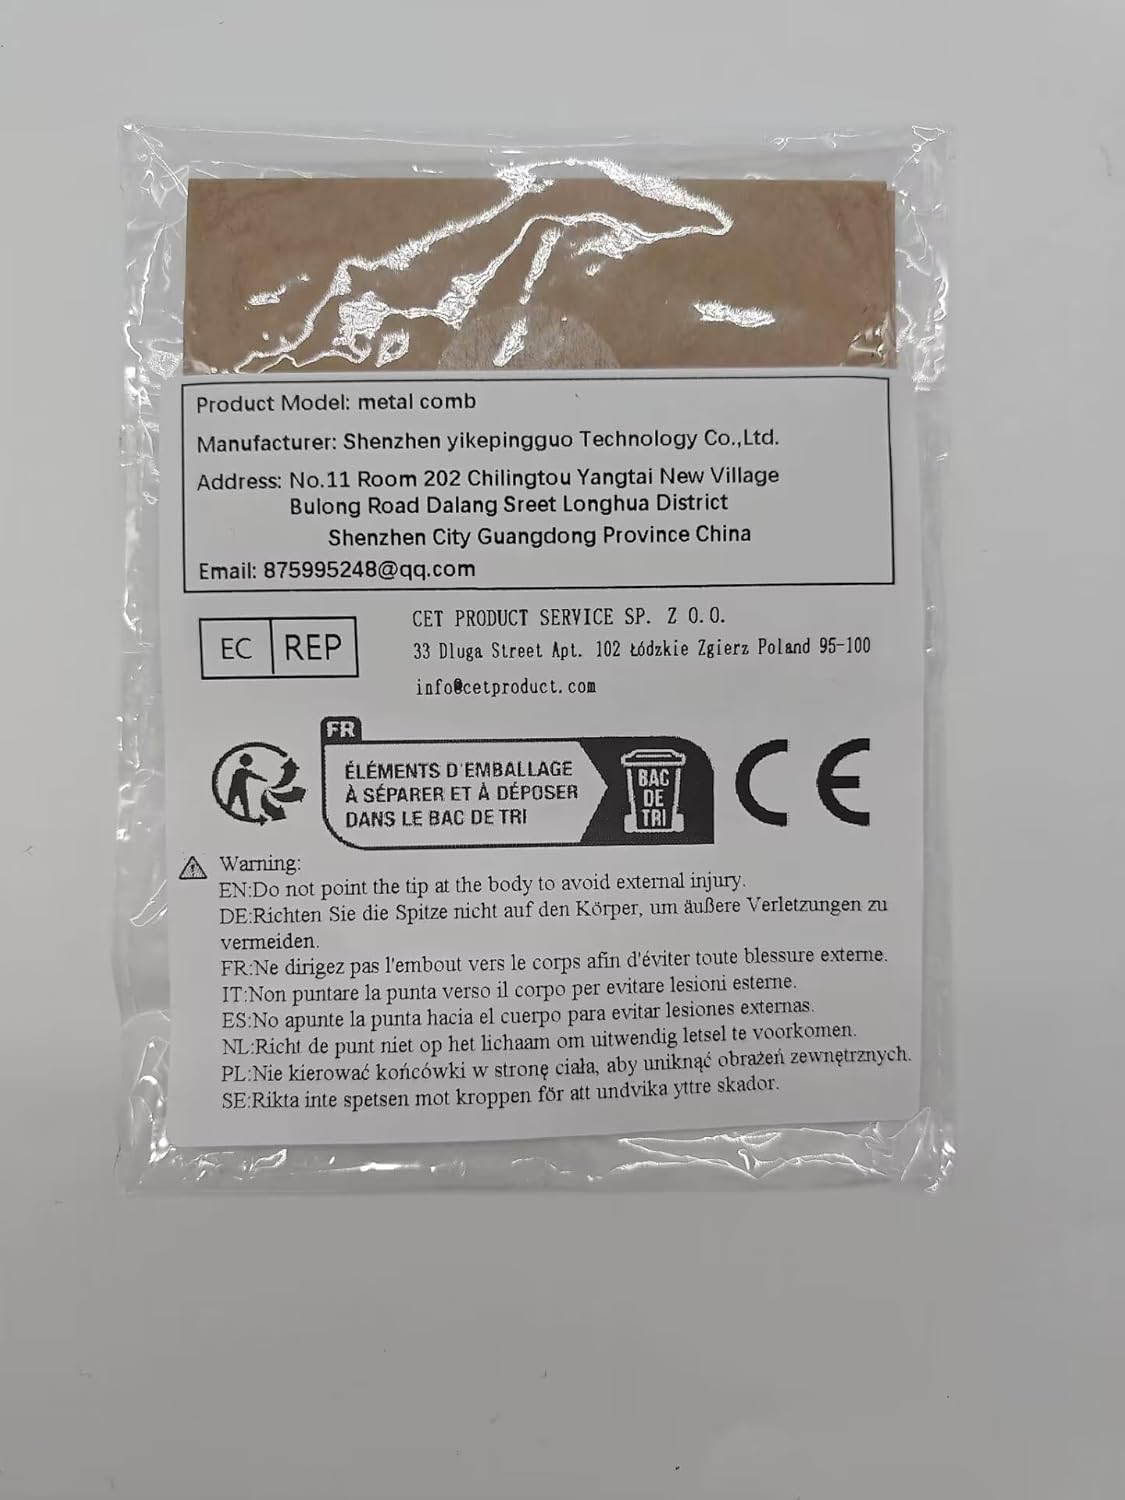 Product Model: metal comb
Manufacturer: Shenzhen yikepingguo Technology Co.,Ltd.
Address: No.11 Room 202 Chilingtou Yangtai New Village
Bulong Road Dalang Sreet Longhua District
Shenzhen City Guangdong Province China
Email: 875995248@qq.com
EC REP
CET PRODUCT SERVICE SP. Z O.O.
33 Dluga Street Apt. 102 Łódzkie Zgierz Poland 95-100
info@cetproduct.com
FR
ÉLÉMENTS D'EMBALLAGE
À SÉPARER ET À DÉPOSER
DANS LE BAC DE TRI
BAC
DE
TRI
CE
Warning:
EN:Do not point the tip at the body to avoid external injury.
DE:Richten Sie die Spitze nicht auf den Körper, um äußere Verletzungen zu
vermeiden.
FR:Ne dirigez pas l'embout vers le corps afin d'éviter toute blessure externe.
IT:Non puntare la punta verso il corpo per evitare lesioni esterne.
ES:No apunte la punta hacia el cuerpo para evitar lesiones externas.
NL:Richt de punt niet op het lichaam om uitwendig letsel te voorkomen.
PL:Nie kierować końcówki w stronę ciała, aby uniknąć obrażeń zewnętrznych.
SE:Rikta inte spetsen mot kroppen för att undvika yttre skador.